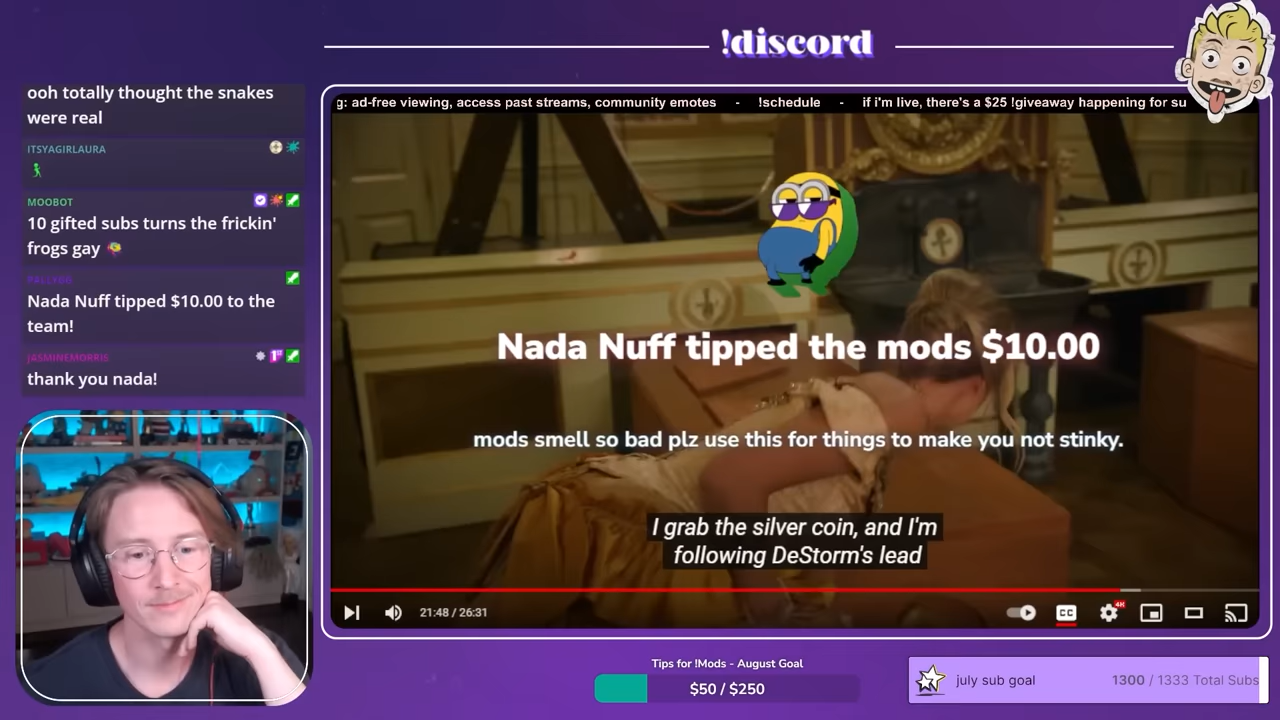 !discord
g: ad-free viewing, access past streams, community emotes - !schedule - if i'm live, there's a $25 !giveaway happening for su
ooh totally thought the snakes
were real
ITSYAGIRLAURA
MOOBOT
10 gifted subs turns the frickin'
frogs gay
Nada Nuff tipped $10.00 to the
team!
JASMINEMORRIS
thank you nada!
Nada Nuff tipped the mods $10.00
mods smell so bad plz use this for things to make you not stinky.
I grab the silver coin, and I'm
following DeStorm's lead
21:48 / 26:31
CC
4K
Tips for !Mods - August Goal
$50 / $250
july sub goal
1300 / 1333 Total Subs